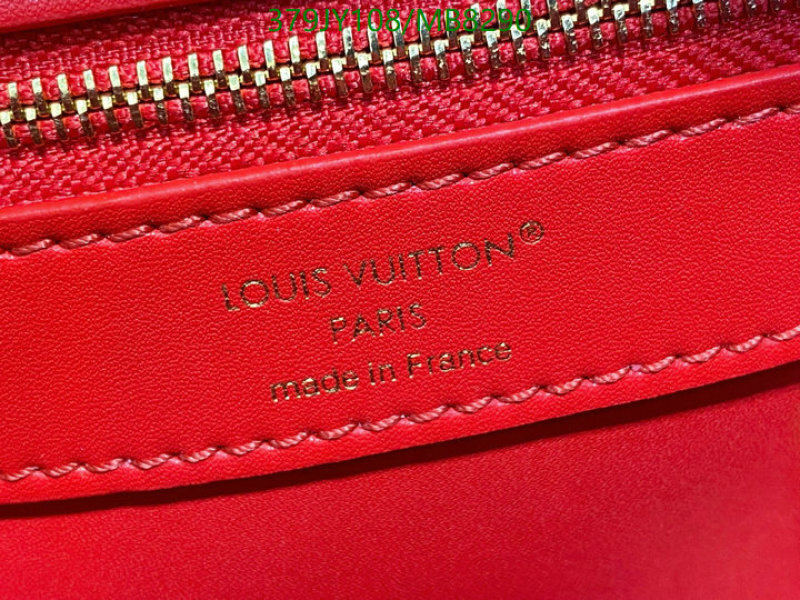 379JY108/MB8290
LOUIS VUITTON®
PARIS
made in France